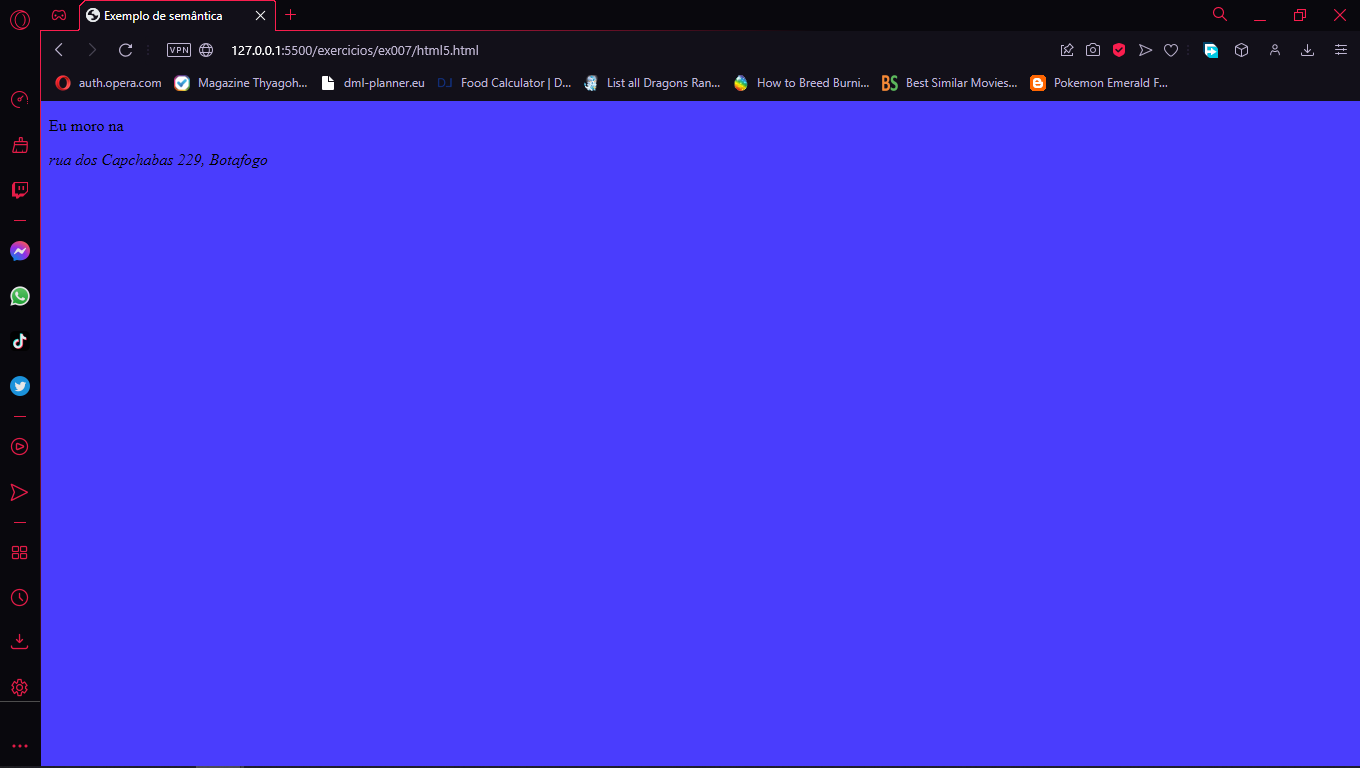 Exemplo de semântica
VPN
127.0.0.1:5500/exercicios/ex007/html5.html
auth.opera.com
Magazine Thyagoh...
dml-planner.eu
D.J
Food Calculator | D...
List all Dragons Ran...
How to Breed Burni...
BS
Best Similar Movies...
Pokemon Emerald F...
Eu moro na
rua dos Capchabas 229, Botafogo